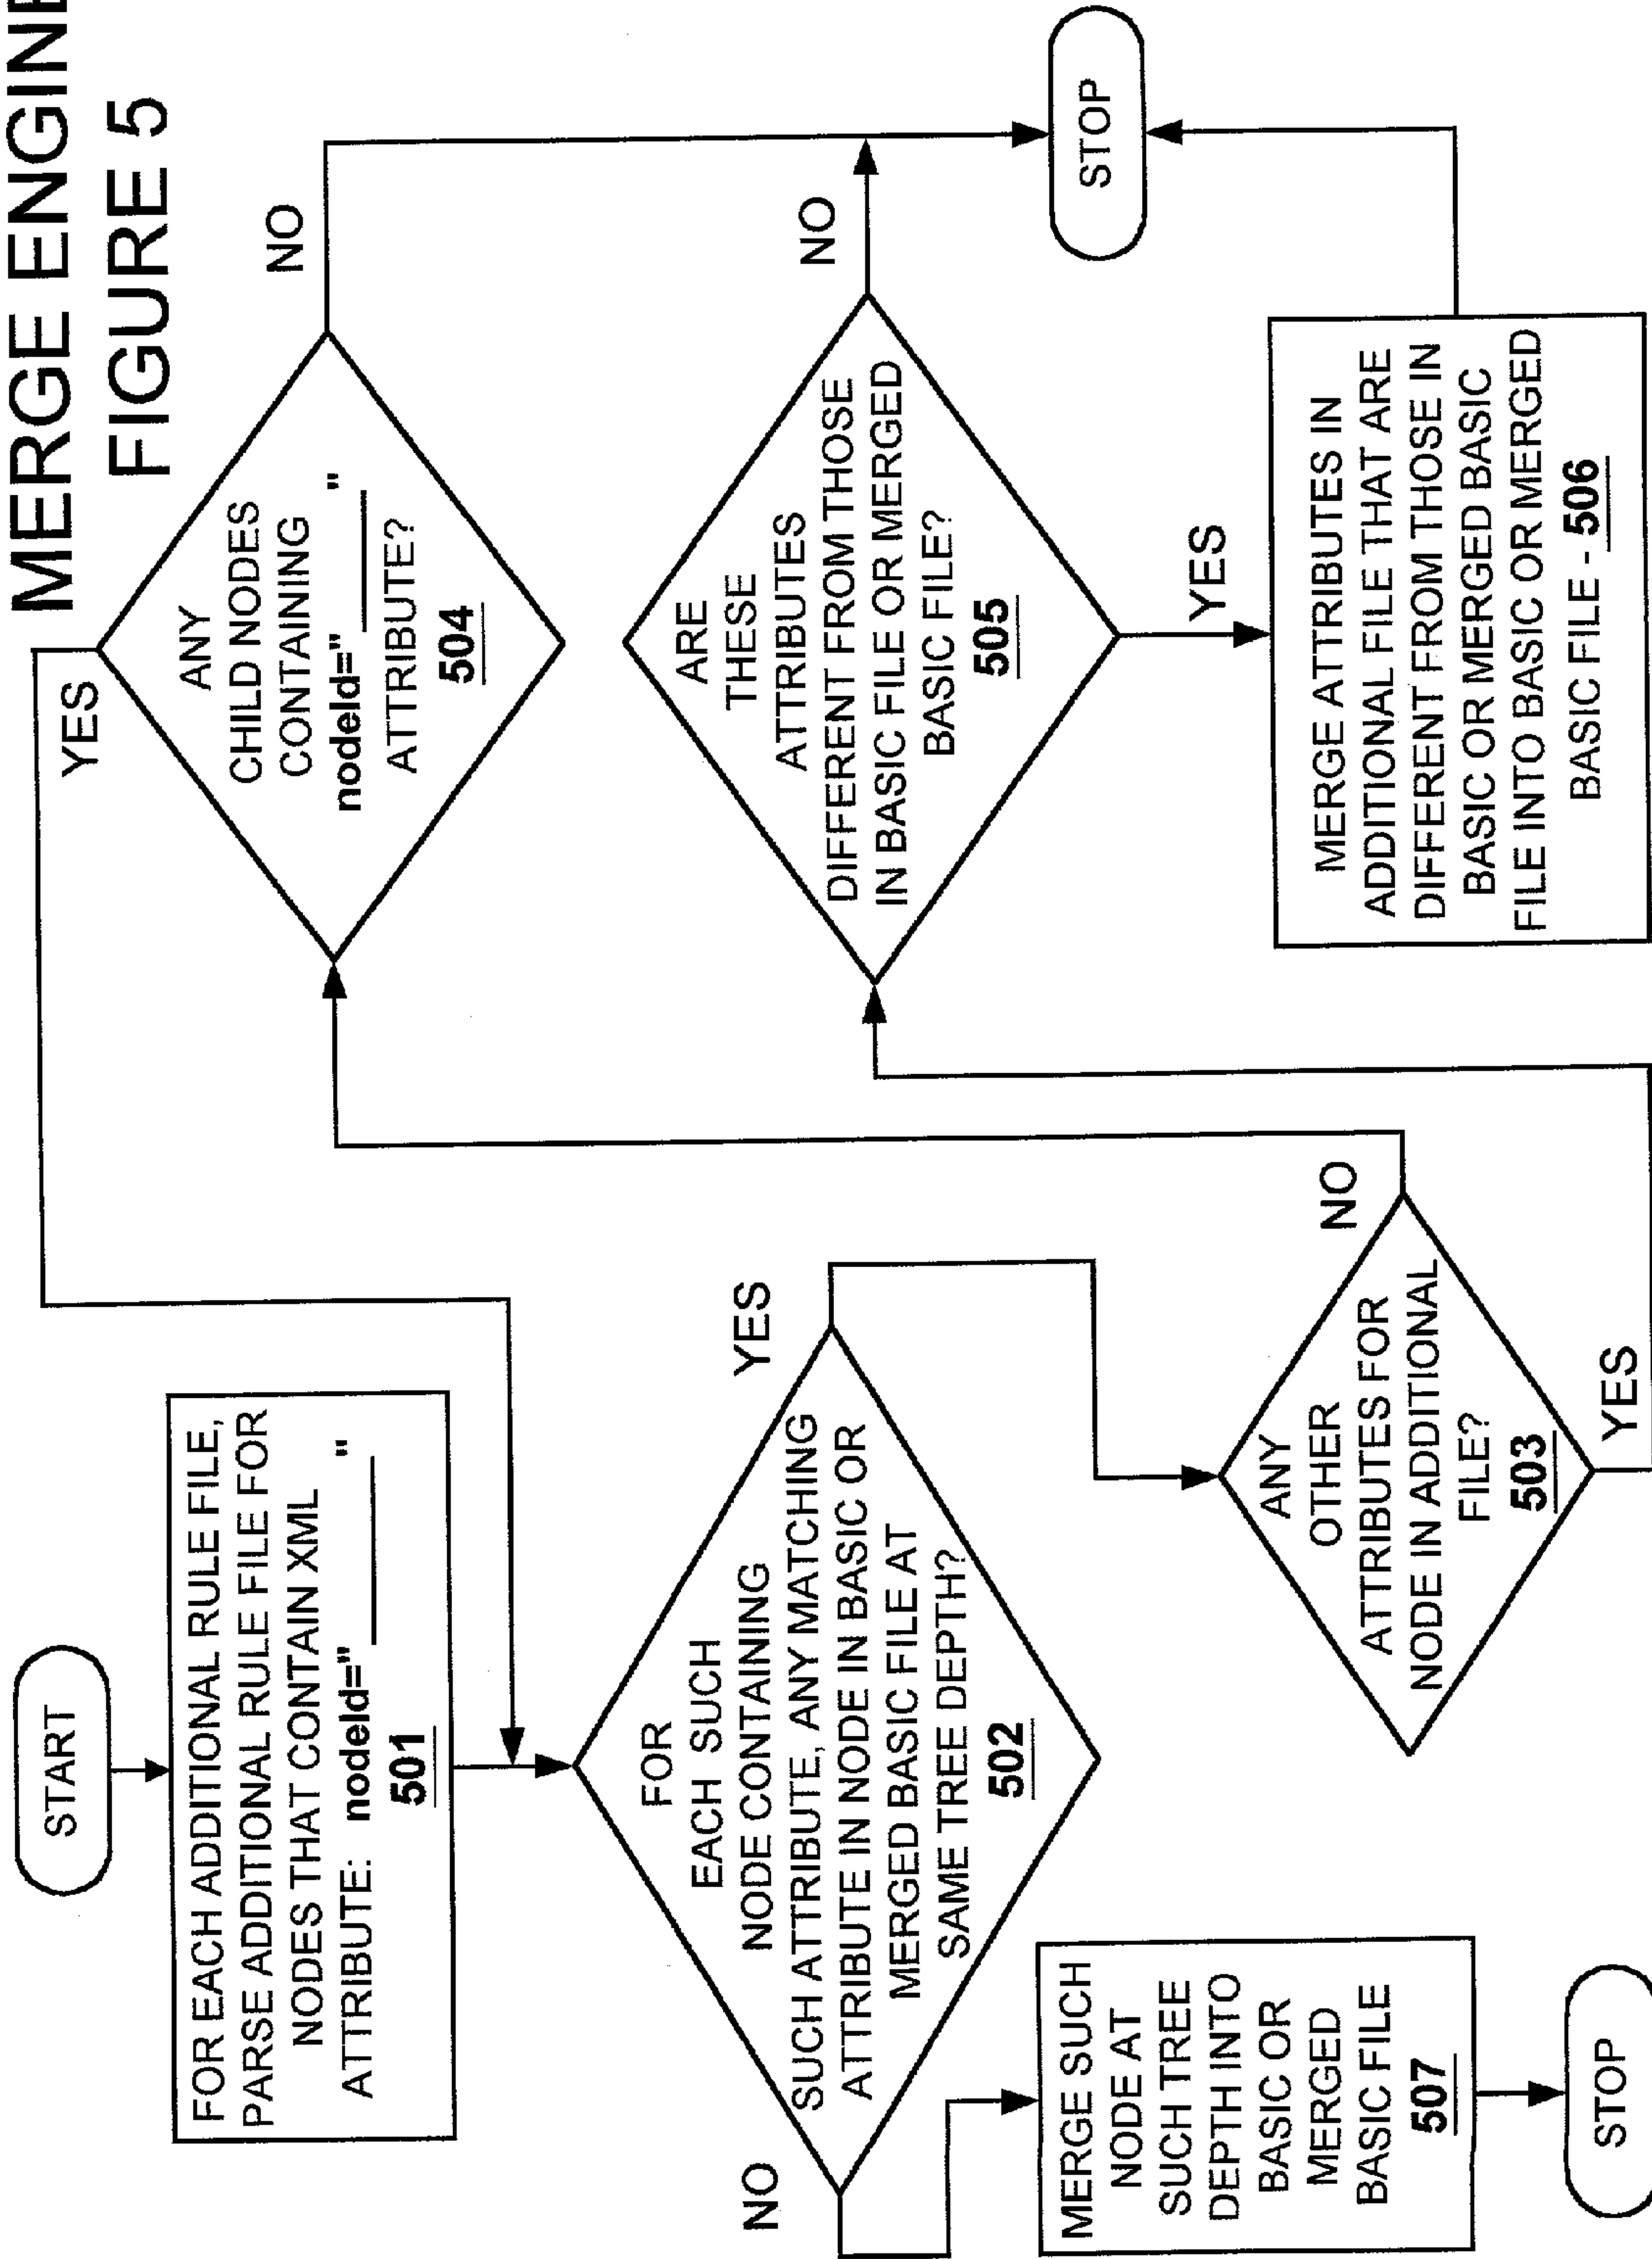 MERGE ENGINE
FIGURE 5
START
FOR EACH ADDITIONAL RULE FILE,
PARSE ADDITIONAL RULE FILE FOR
NODES THAT CONTAIN XML
ATTRIBUTE: nodeId="________"
501
FOR
EACH SUCH
NODE CONTAINING
SUCH ATTRIBUTE, ANY MATCHING
ATTRIBUTE IN NODE IN BASIC OR
MERGED BASIC FILE AT
SAME TREE DEPTH?
502
NO
YES
MERGE SUCH
NODE AT
SUCH TREE
DEPTH INTO
BASIC OR
MERGED
BASIC FILE
507
STOP
ANY
OTHER
ATTRIBUTES FOR
NODE IN ADDITIONAL
FILE?
503
NO
YES
ANY
CHILD NODES
CONTAINING
nodeId="______"
ATTRIBUTE?
504
YES
NO
ARE
THESE
ATTRIBUTES
DIFFERENT FROM THOSE
IN BASIC FILE OR MERGED
BASIC FILE?
505
NO
YES
MERGE ATTRIBUTES IN
ADDITIONAL FILE THAT ARE
DIFFERENT FROM THOSE IN
BASIC OR MERGED BASIC
FILE INTO BASIC OR MERGED
BASIC FILE - 506
STOP